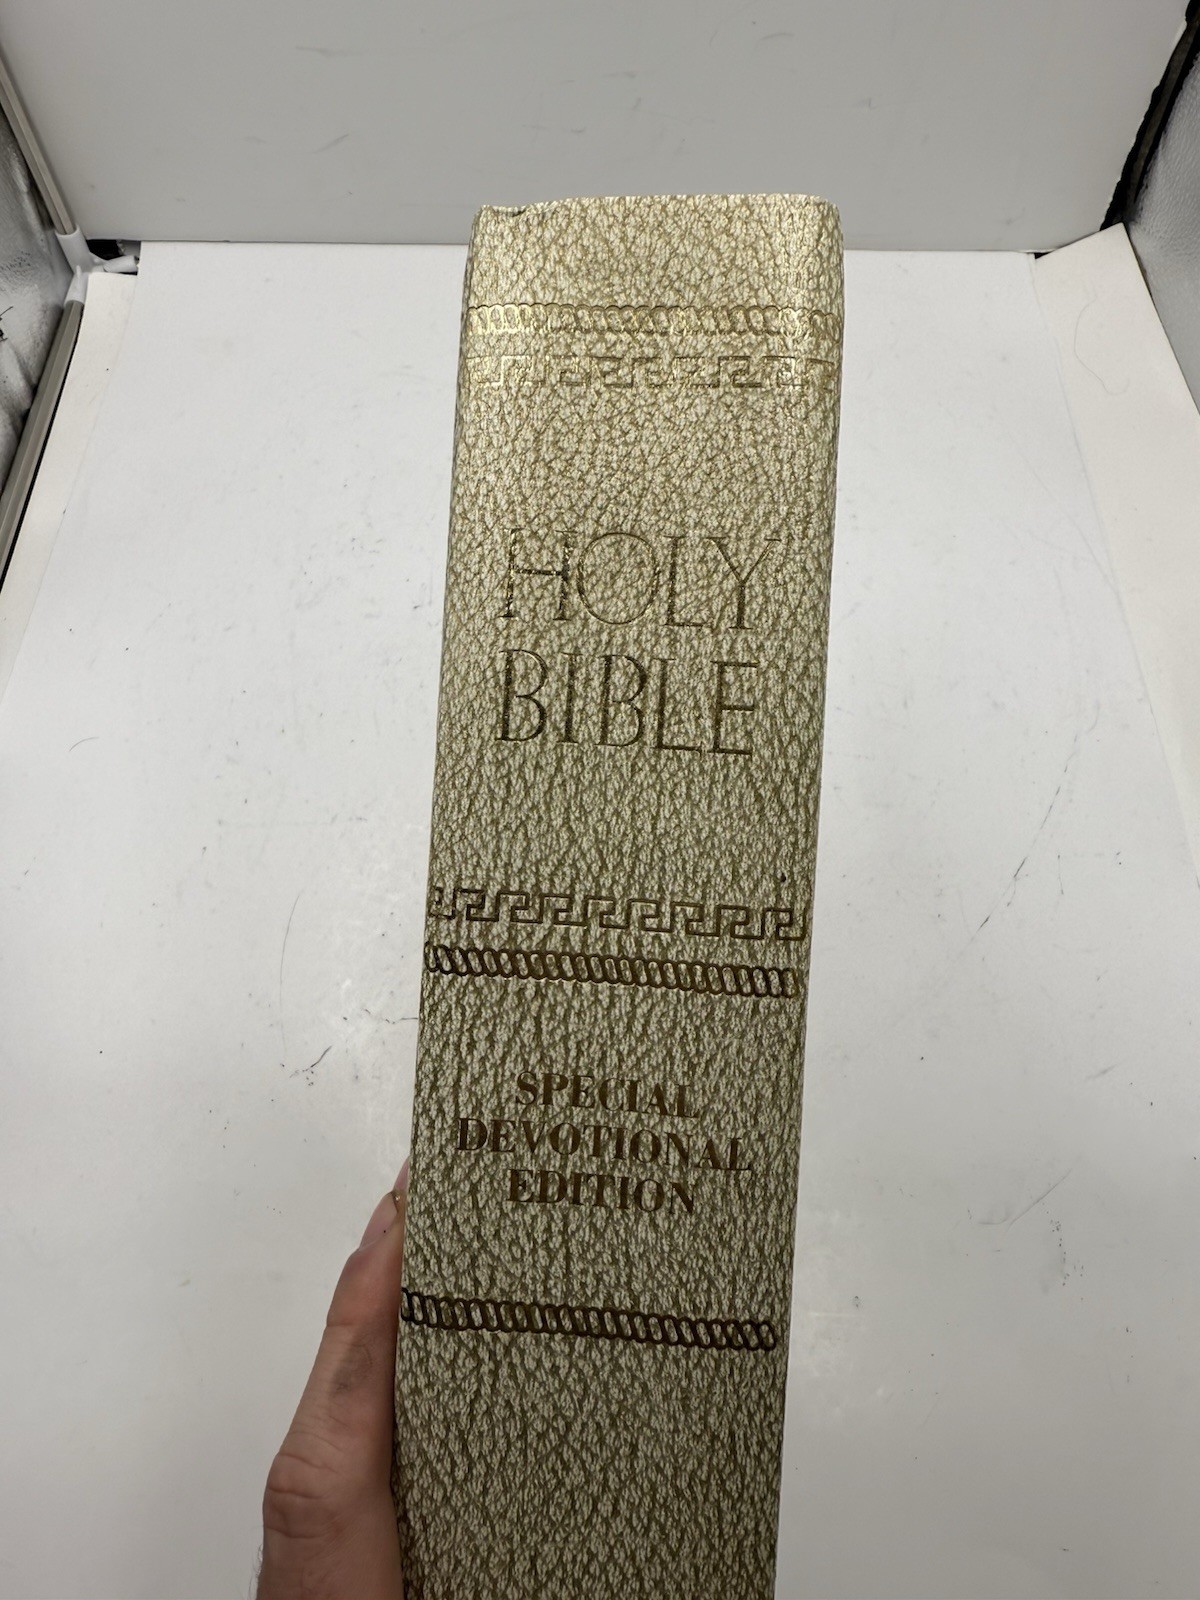 HOLY
BIBLE
SPECIAL
DEVOTIONAL
EDITION